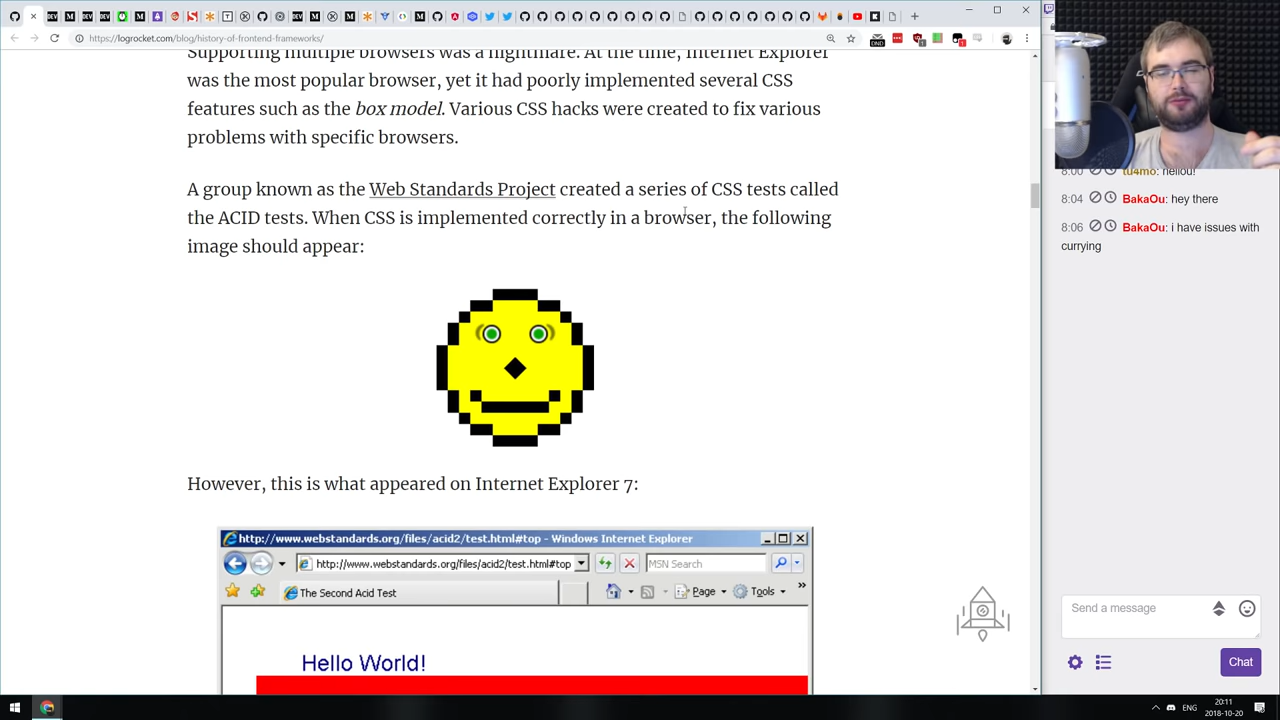 https://logrocket.com/blog/history-of-frontend-frameworks/
DND
Supporting multiple browsers was a nightmare. At the time, Internet Explorer
was the most popular browser, yet it had poorly implemented several CSS
features such as the box model. Various CSS hacks were created to fix various
problems with specific browsers.
A group known as the Web Standards Project created a series of CSS tests called
the ACID tests. When CSS is implemented correctly in a browser, the following
image should appear:
However, this is what appeared on Internet Explorer 7:
http://www.webstandards.org/files/acid2/test.html#top - Windows Internet Explorer
http://www.webstandards.org/files/acid2/test.html#top
MSN Search
The Second Acid Test
Page
Tools
Hello World!
8:00 tu4mo: hellou!
8:04 BakaOu: hey there
8:06 BakaOu: i have issues with
currying
Send a message
Chat
ENG
20:11
2018-10-20